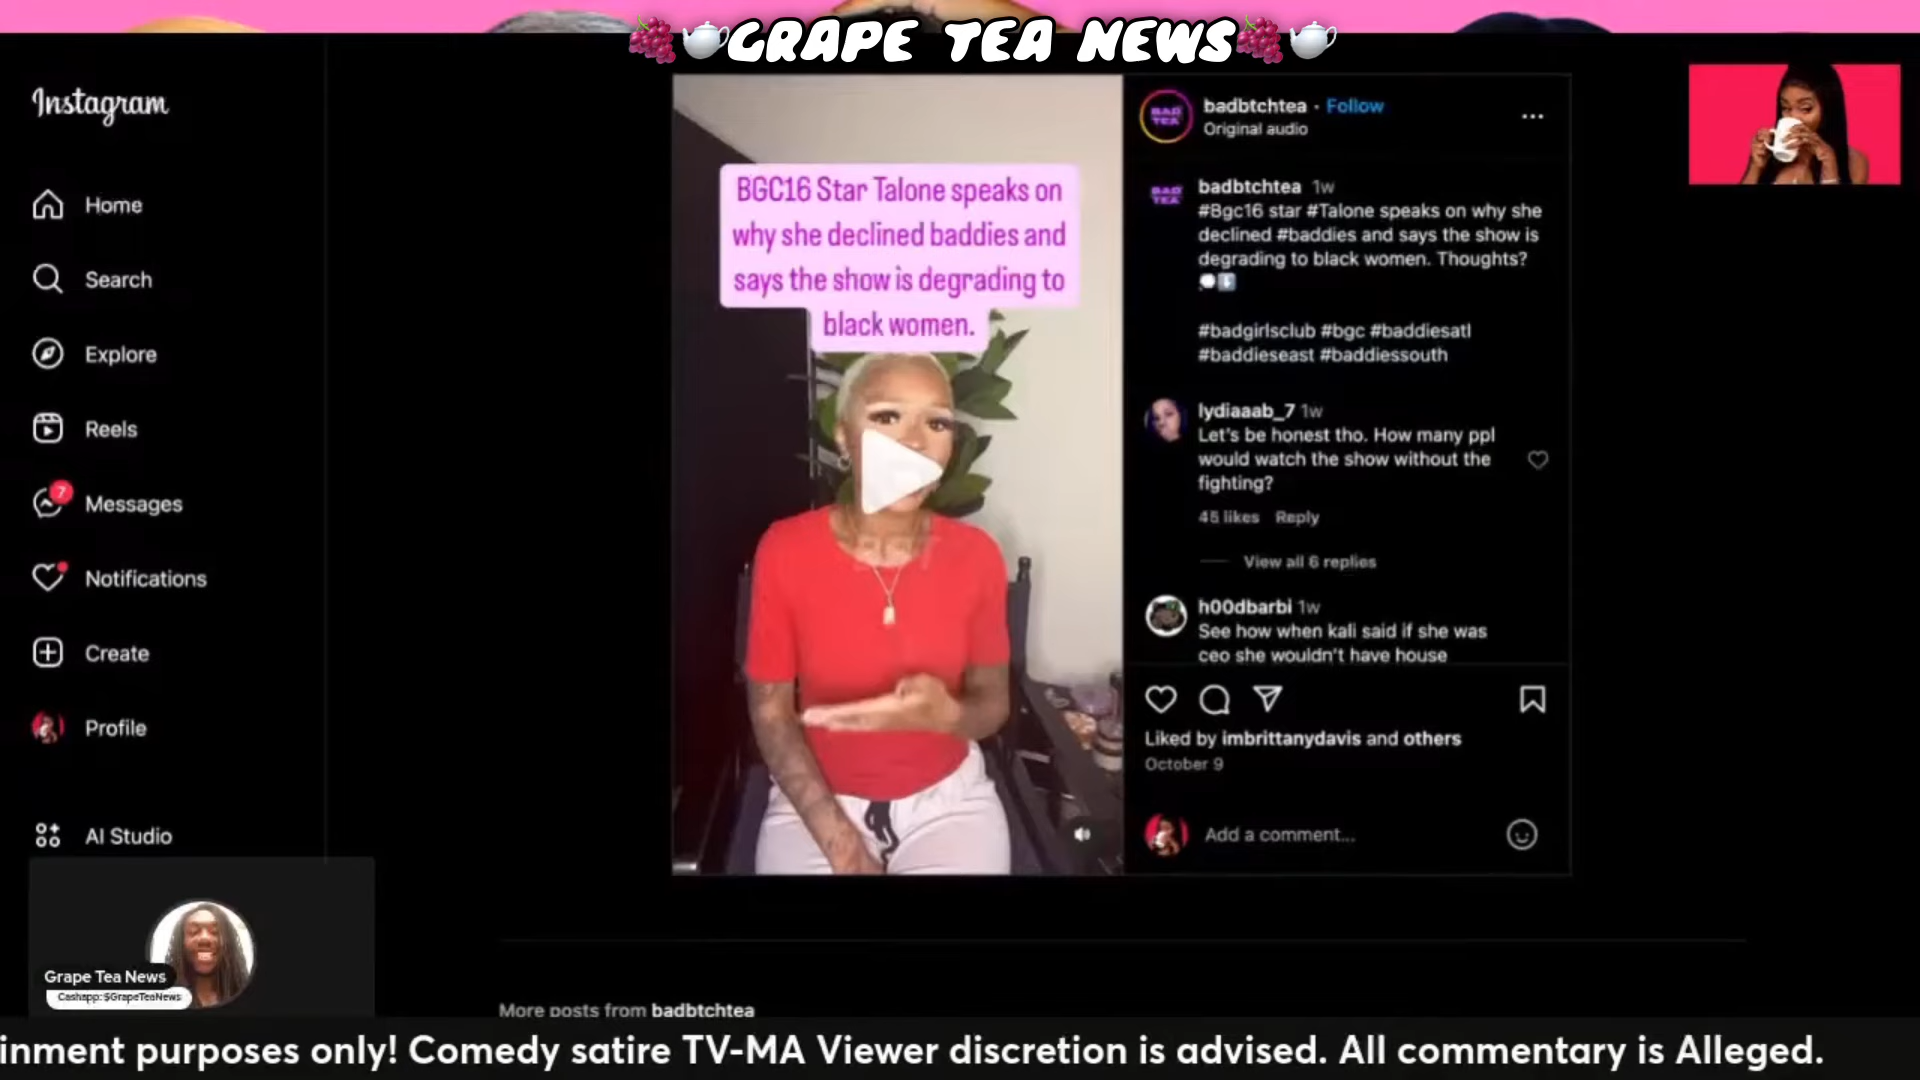 🍇🫖GRAPE TEA NEWS🍇🫖
Instagram
Home
Search
Explore
Reels
7
Messages
Notifications
Create
Profile
AI Studio
BGC16 Star Talone speaks on
why she declined baddies and
says the show is degrading to
black women.
BAD
TEA
badbtchtea • Follow
Original audio
...
BAD
TEA
badbtchtea 1w
#Bgc16 star #Talone speaks on why she
declined #baddies and says the show is
degrading to black women. Thoughts?
💭⬇️
#badgirlsclub #bgc #baddiesatl
#baddieseast #baddiessouth
lydiaaab_7 1w
Let's be honest tho. How many ppl
would watch the show without the
fighting?
45 likes Reply
View all 6 replies
h00dbarbi 1w
See how when kali said if she was
ceo she wouldn't have house
Liked by imbrittanydavis and others
October 9
Add a comment...
Grape Tea News
Cashapp: $GrapeTeaNews
More posts from badbtchtea
inment purposes only! Comedy satire TV-MA Viewer discretion is advised. All commentary is Alleged.